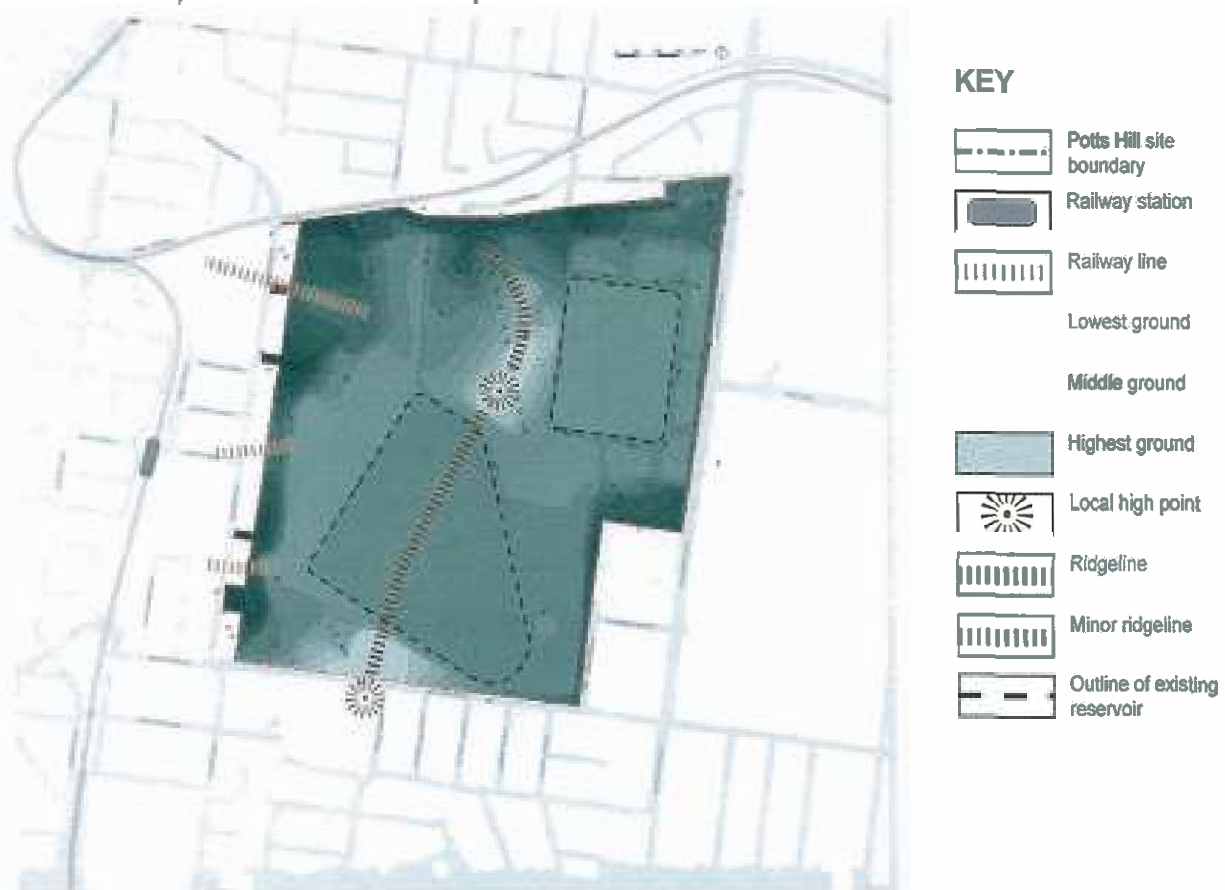 KEY
Potts Hill site
boundary
Railway station
Railway line
Lowest ground
Middle ground
Highest ground
Local high point
Ridgeline
Minor ridgeline
Outline of existing
reservoir